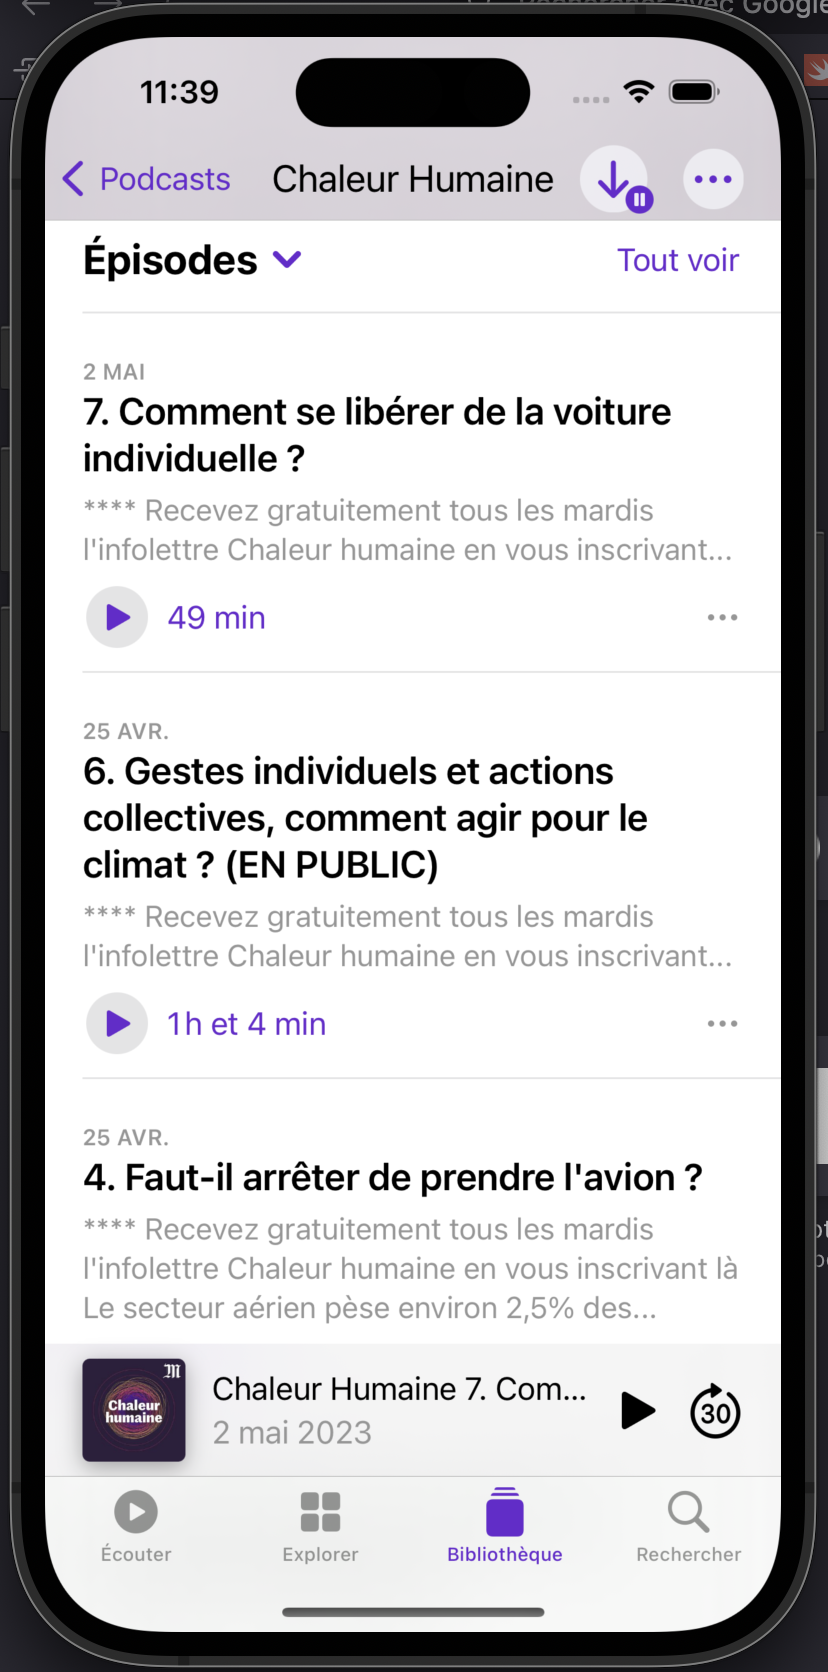 avec Google
11:39
Podcasts
Chaleur Humaine
Épisodes
Tout voir
2 MAI
7. Comment se libérer de la voiture
individuelle ?
**** Recevez gratuitement tous les mardis
l'infolettre Chaleur humaine en vous inscrivant...
49 min
25 AVR.
6. Gestes individuels et actions
collectives, comment agir pour le
climat ? (EN PUBLIC)
**** Recevez gratuitement tous les mardis
l'infolettre Chaleur humaine en vous inscrivant...
1h et 4 min
25 AVR.
4. Faut-il arrêter de prendre l'avion ?
**** Recevez gratuitement tous les mardis
l'infolettre Chaleur humaine en vous inscrivant là
Le secteur aérien pèse environ 2,5% des...
M
Chaleur
humaine
Chaleur Humaine 7. Com...
2 mai 2023
30
Écouter
Explorer
Bibliothèque
Rechercher